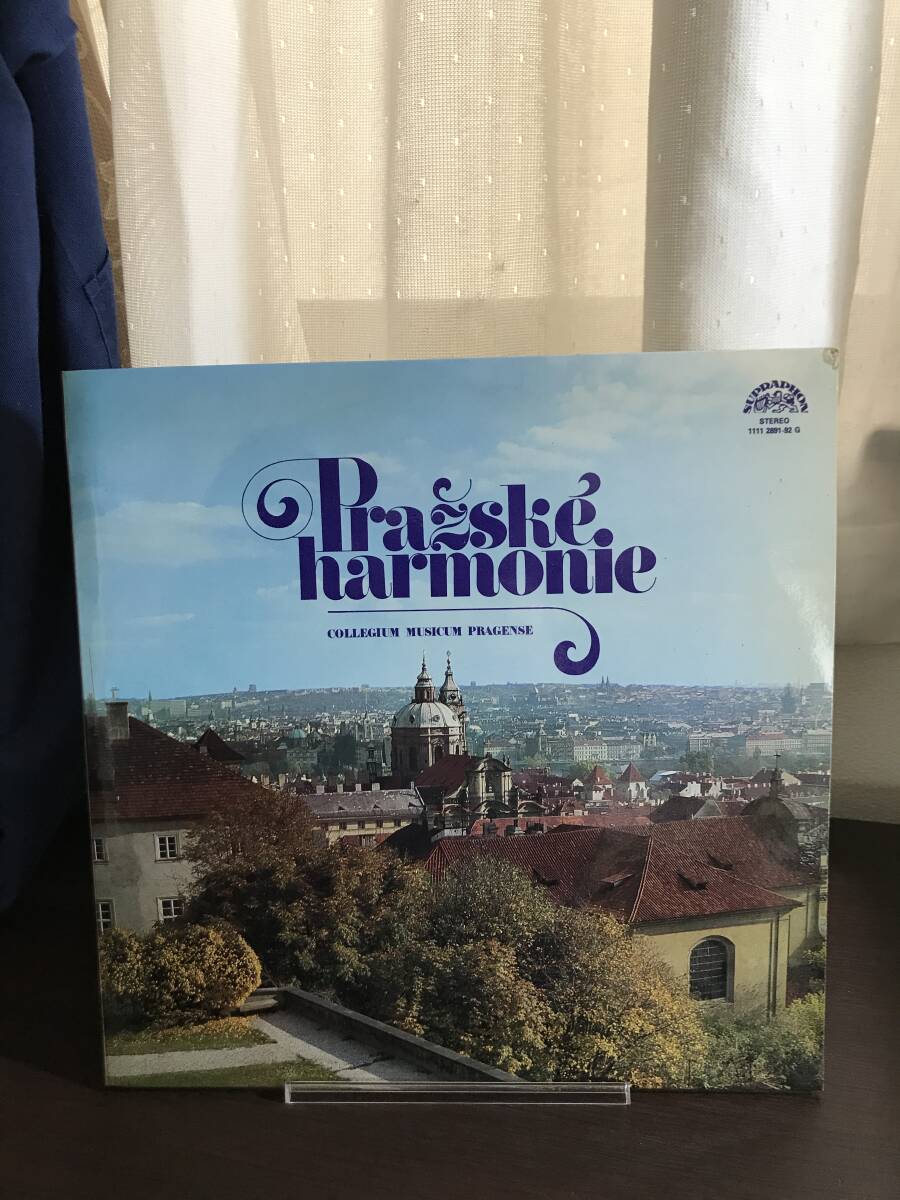 SUPRAPHON
STEREO
1111 2891-92 G
Pražské
harmonie
COLLEGIUM MUSICUM PRAGENSE